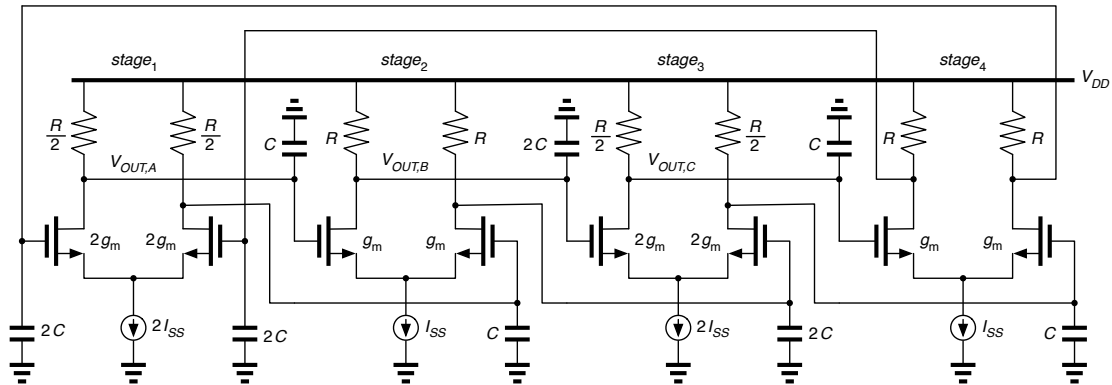 stage1 stage2 stage3 stage4
VDD
R/2 R/2 C R R 2C R/2 R/2 C R R
VOUT,A VOUT,B VOUT,C
2gm 2gm gm gm 2gm 2gm gm gm
2C 2ISS 2C ISS C 2ISS 2C ISS C